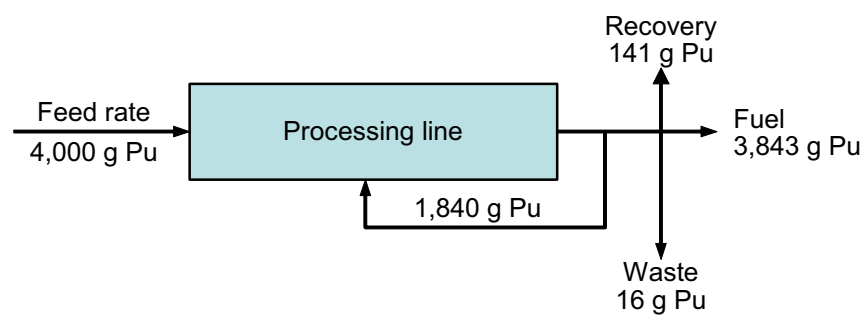 Recovery
141 g Pu
Feed rate
4,000 g Pu
Processing line
Fuel
3,843 g Pu
1,840 g Pu
Waste
16 g Pu